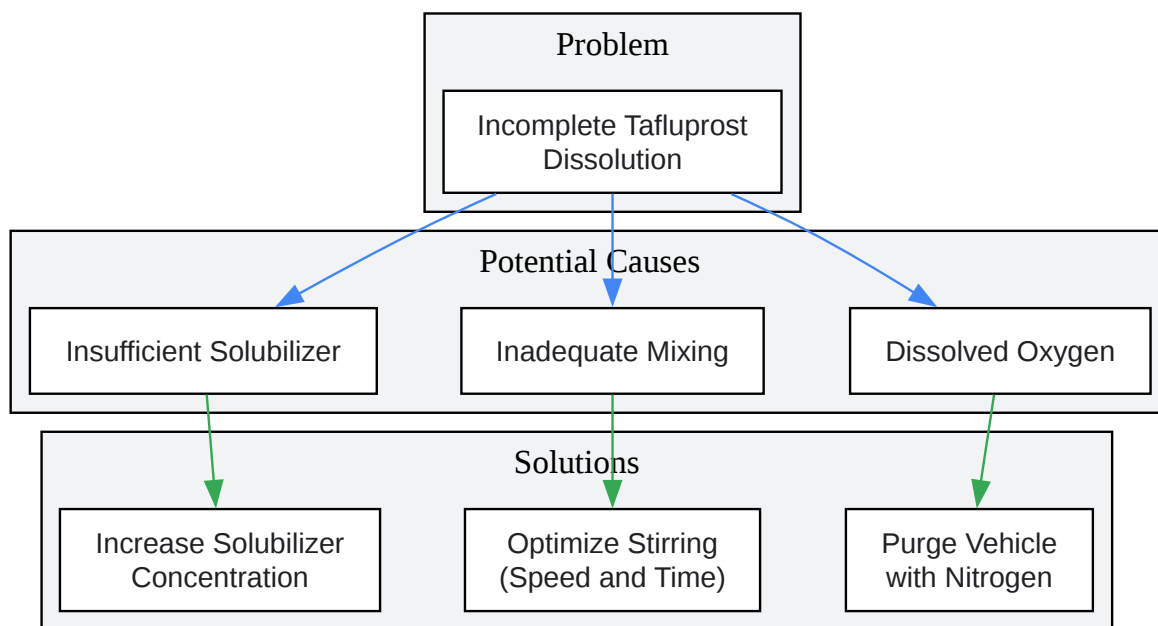 Problem
Incomplete Tafluprost
Dissolution
Potential Causes
Insufficient Solubilizer
Inadequate Mixing
Dissolved Oxygen
Solutions
Increase Solubilizer
Concentration
Optimize Stirring
(Speed and Time)
Purge Vehicle
with Nitrogen